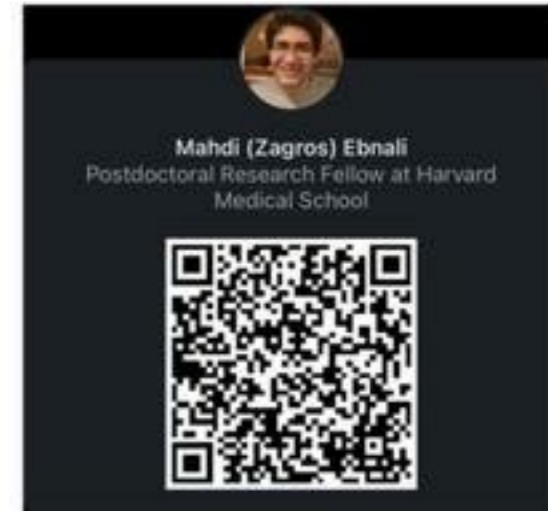 Mahdi (Zagros) Ebnali
Postdoctoral Research Fellow at Harvard
Medical School